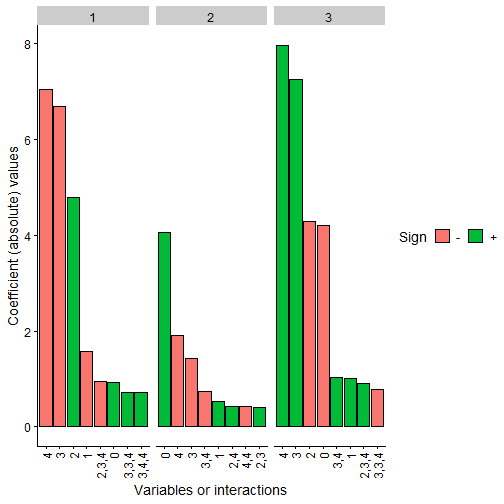 1 2 3
8
6
4
2
0
Coefficient (absolute) values
4 3 2 1 2,3,4 0 3,3,4 3,4,4
0 4 3 3,4 1 2,4 4,4 2,3
4 3 2 0 3,4 1 2,3,4 3,3,4
Variables or interactions
Sign - +